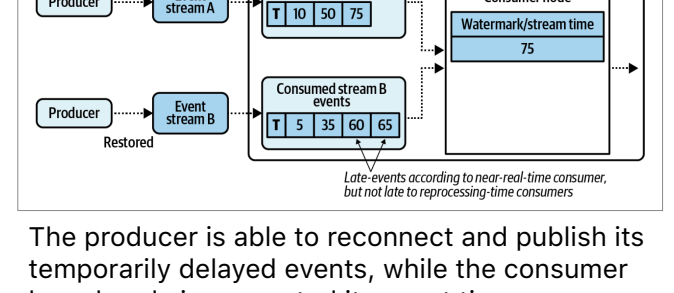 Producer
stream A
T 10 50 75
Consumer node
Watermark/stream time
75
Consumed stream B
events
Producer
Event
stream B
T 5 35 60 65
Restored
Late-events according to near-real-time consumer,
but not late to reprocessing-time consumers
The producer is able to reconnect and publish its
temporarily delayed events, while the consumer